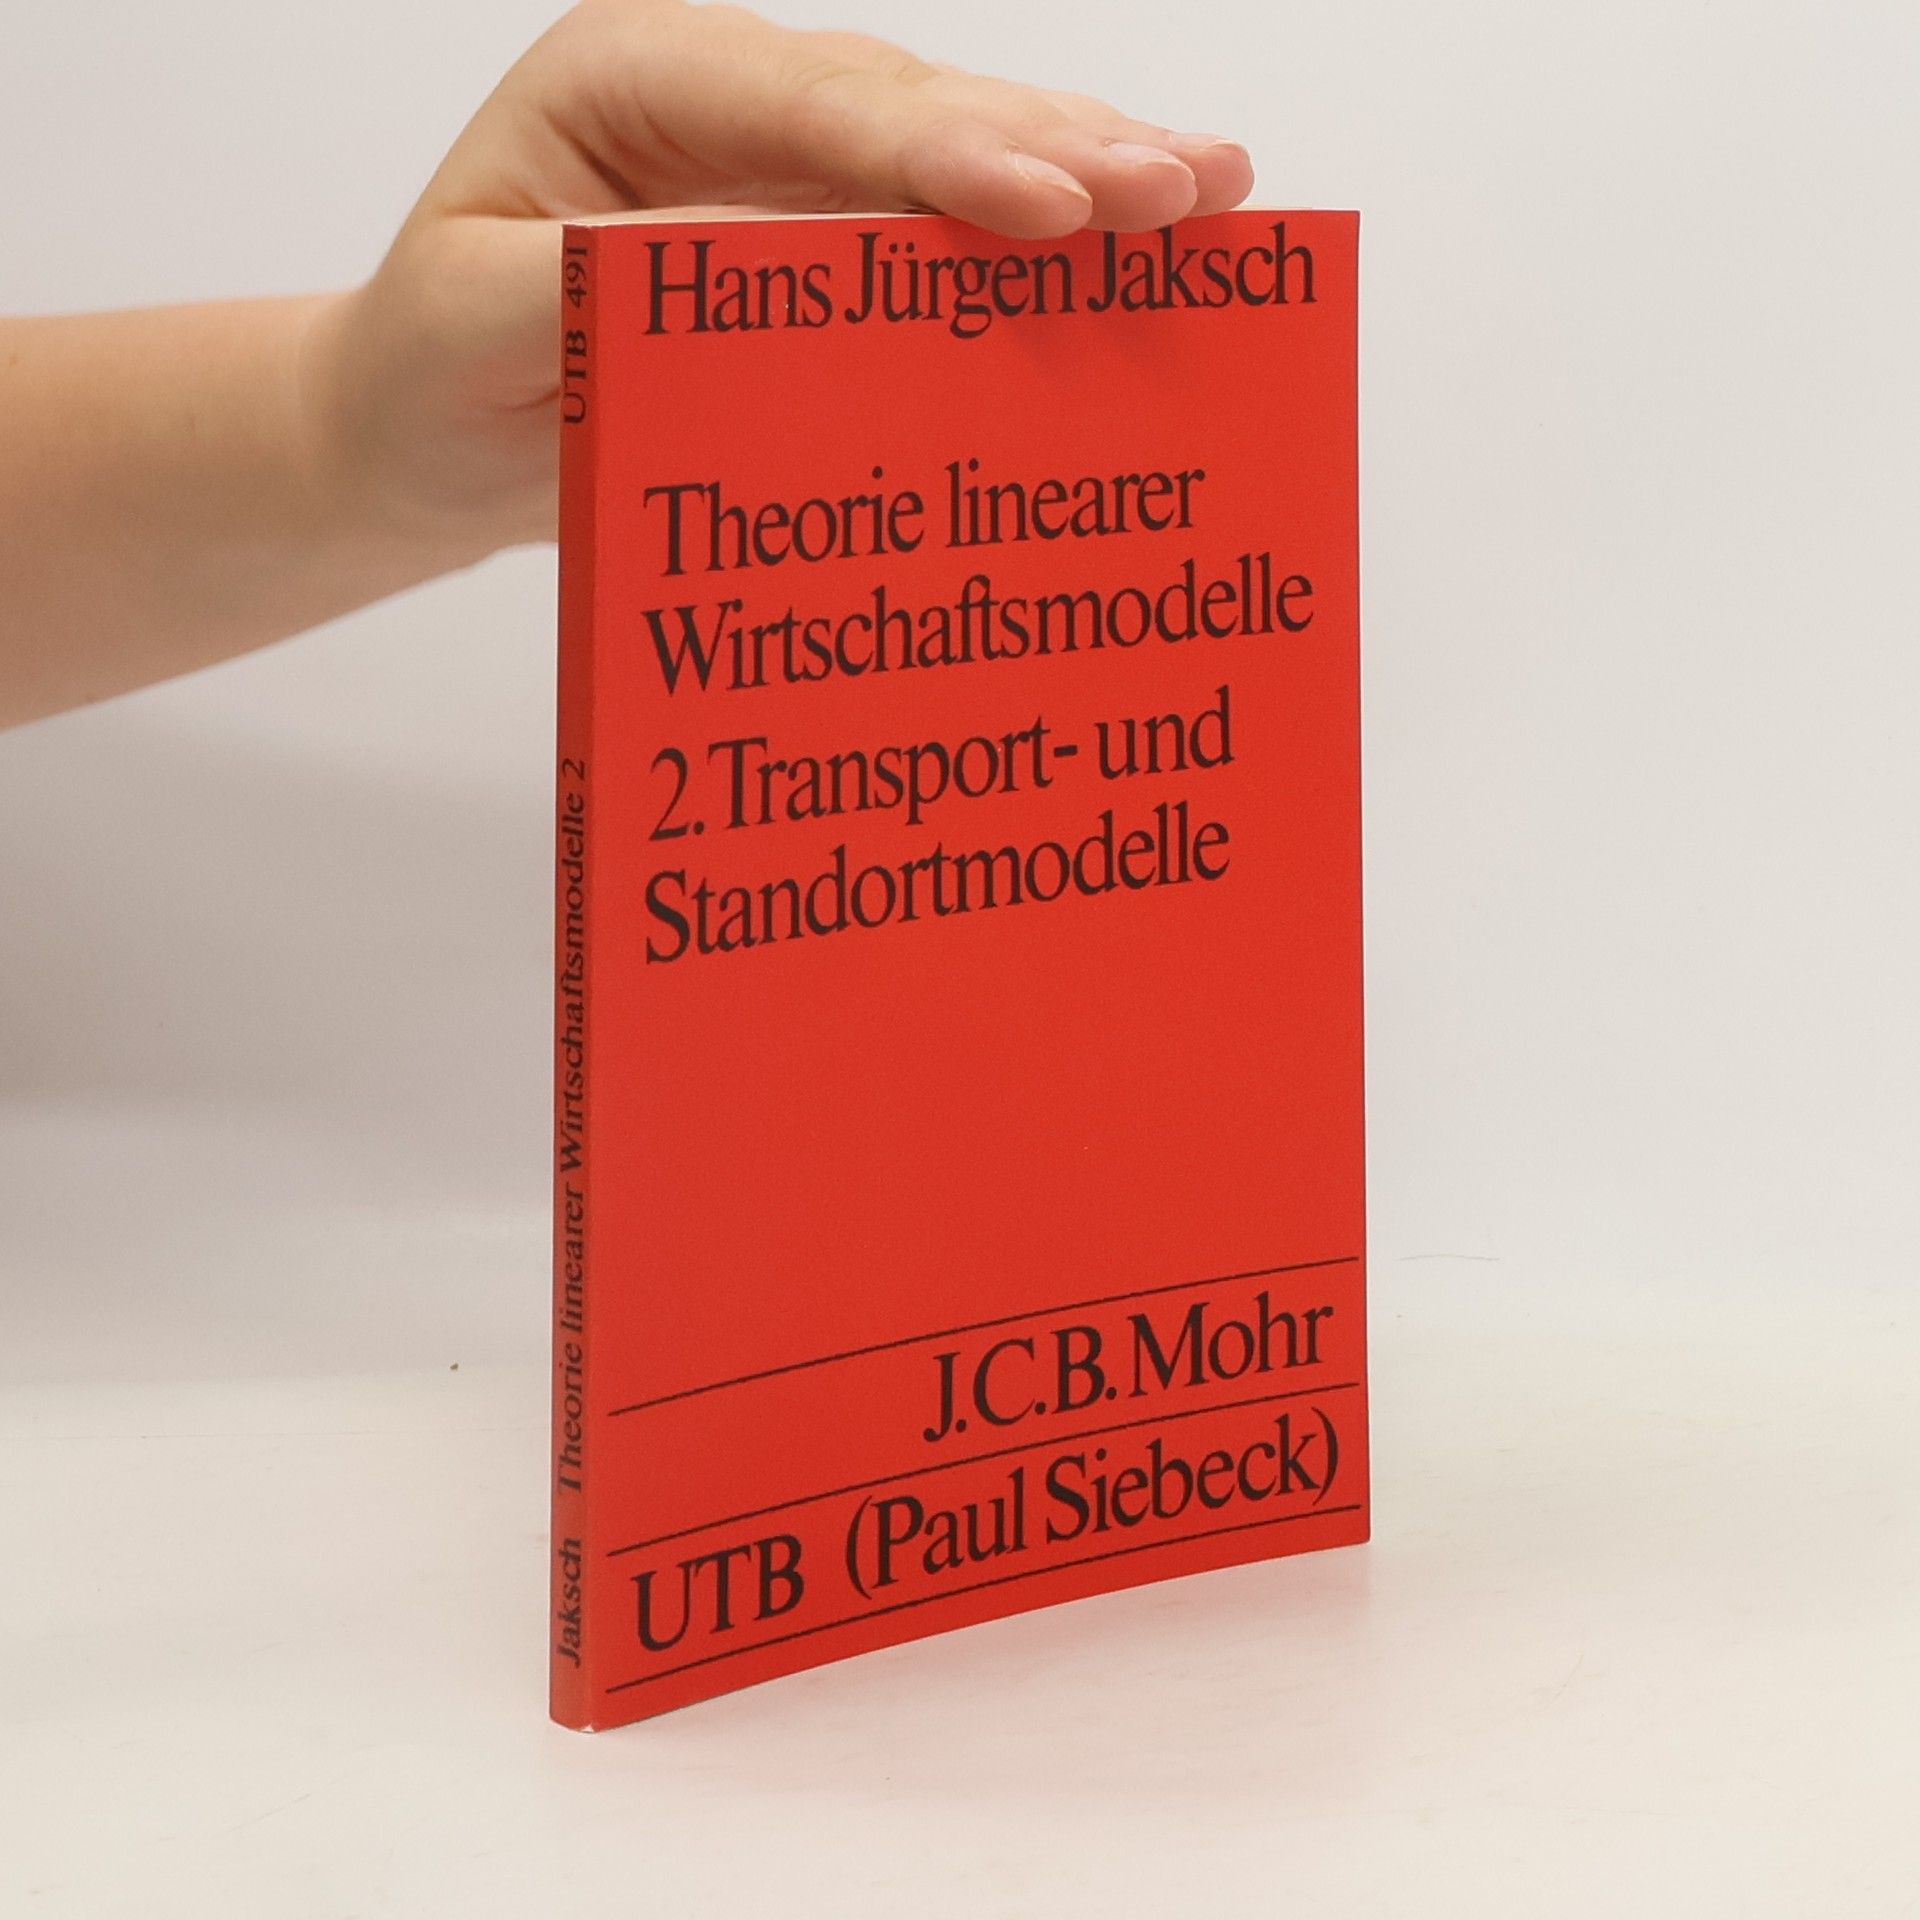 Hans Jürgen Jaksch
Theorie linearer
Wirtschaftsmodelle
2. Transport- und
Standortmodelle
J.C.B. Mohr
UTB (Paul Siebeck)
Jaksch Theorie linearer Wirtschaftsmodelle 2 UTB 491